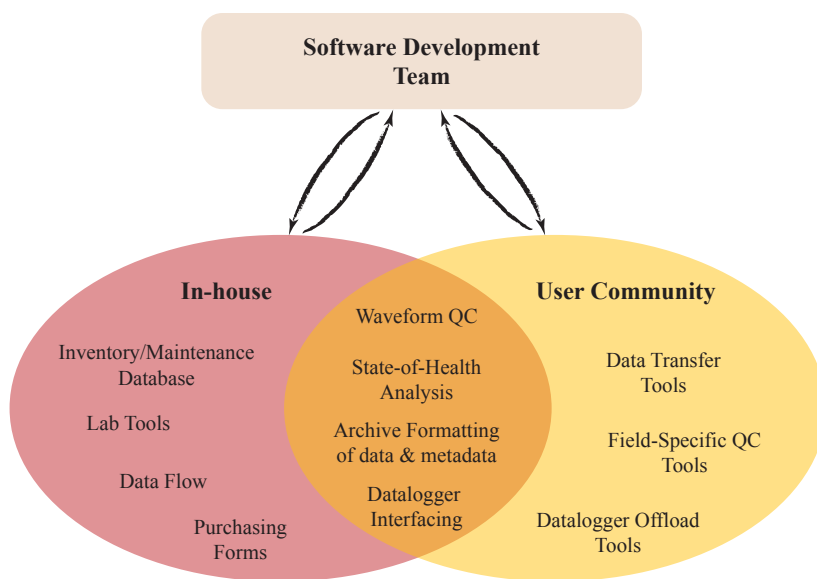 Software Development
Team
In-house
User Community
Inventory/Maintenance
Database
Lab Tools
Data Flow
Purchasing
Forms
Waveform QC
State-of-Health
Analysis
Archive Formatting
of data & metadata
Datalogger
Interfacing
Data Transfer
Tools
Field-Specific QC
Tools
Datalogger Offload
Tools